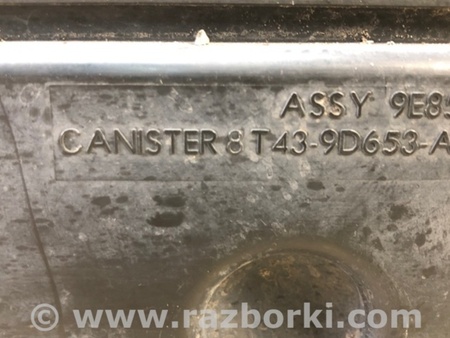 ASSY 9E85
CANISTER 8T43-9D653-A
© www.razborki.com